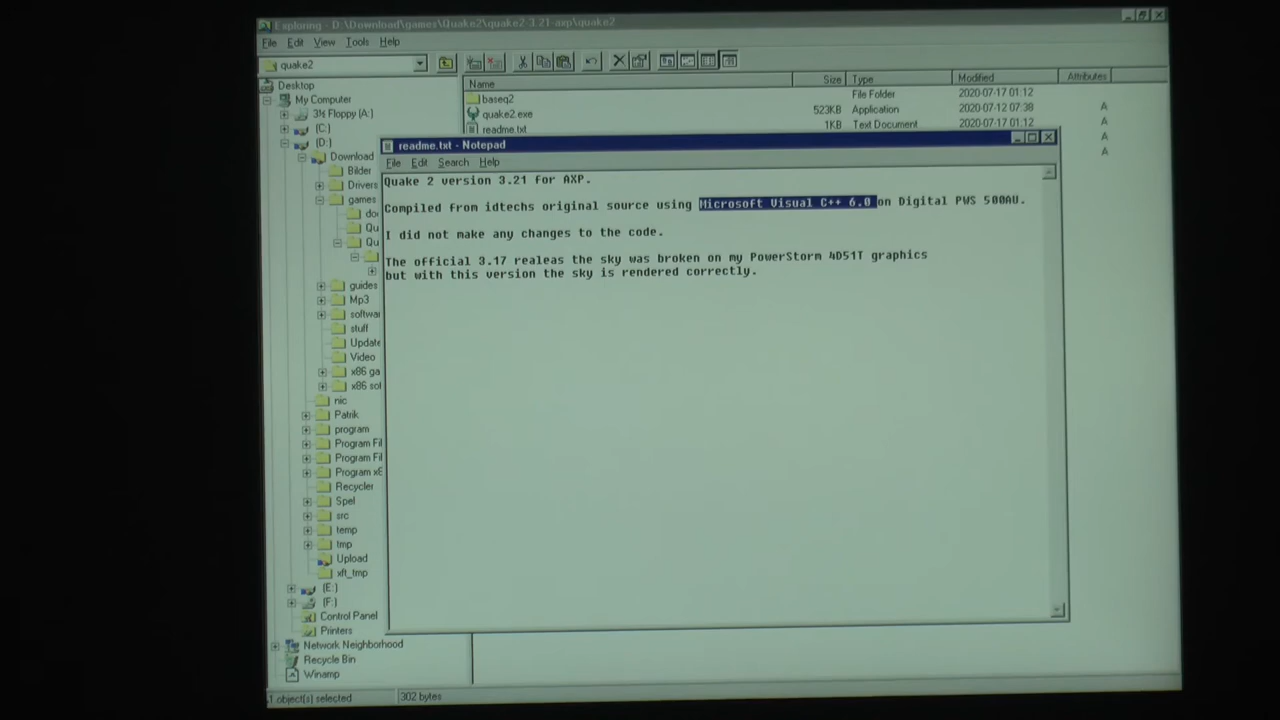 Exploring - D:\Download\games\Quake2\quake2-3.21-axp\quake2
File Edit View Tools Help
quake2
Name Size Type Modified Attributes
Desktop
My Computer
3½ Floppy (A:)
(C:)
(D:)
Download
Bilder
Drivers
games
do
Qu
Qu
guides
Mp3
softwar
stuff
Update
Video
x86 ga
x86 sof
nic
Patrik
program
Program Fil
Program Fil
Program x8
Recycler
Spel
src
temp
tmp
Upload
xft_tmp
(E:)
(F:)
Control Panel
Printers
Network Neighborhood
Recycle Bin
Winamp
baseq2 File Folder 2020-07-17 01:12
quake2.exe 523KB Application 2020-07-12 07:38 A
readme.txt 1KB Text Document 2020-07-17 01:12 A
A
readme.txt - Notepad
File Edit Search Help
Quake 2 version 3.21 for AXP.
Compiled from idtechs original source using Microsoft Visual C++ 6.0 on Digital PWS 500AU.
I did not make any changes to the code.
The official 3.17 realeas the sky was broken on my PowerStorm 4D51T graphics
but with this version the sky is rendered correctly.
1 object(s) selected 302 bytes